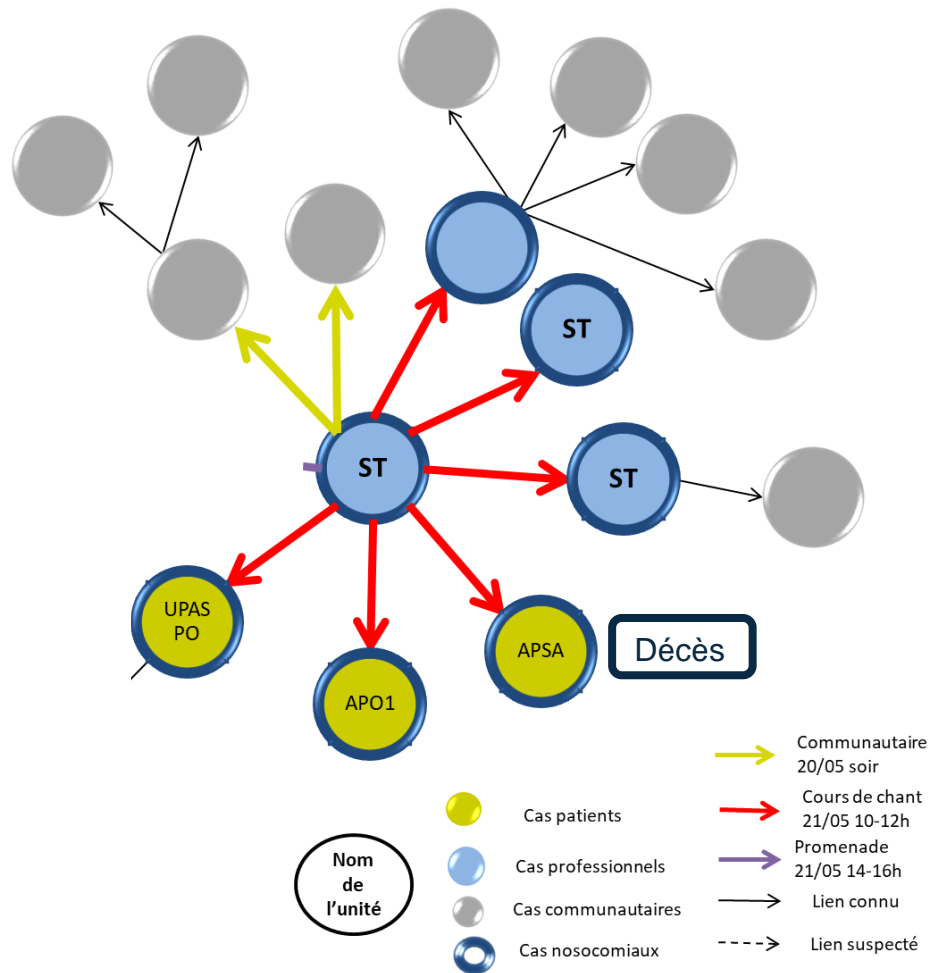 ST
ST
ST
UPAS
PO
APO1
APSA
Décès
Communautaire
20/05 soir
Cours de chant
21/05 10-12h
Promenade
21/05 14-16h
Lien connu
Lien suspecté
Cas patients
Cas professionnels
Cas communautaires
Cas nosocomiaux
Nom
de
l'unité